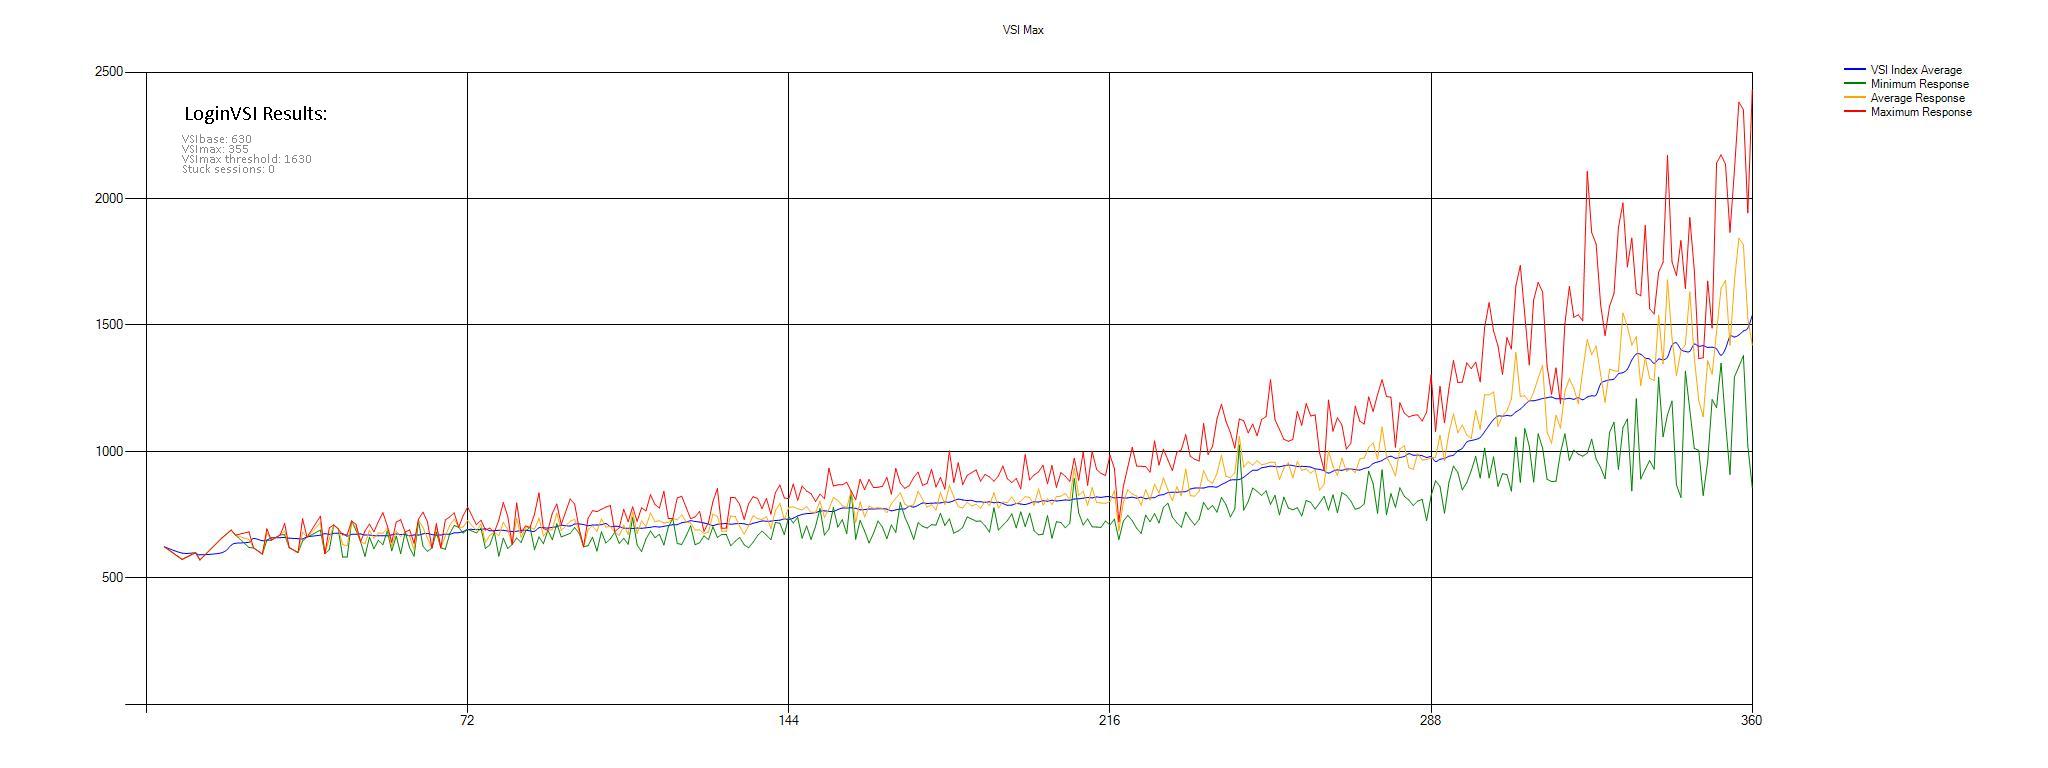 VSI Max
2500
2000
1500
1000
500
72
144
216
288
360
LoginVSI Results:
VSIbase: 630
VSImax: 355
VSImax threshold: 1630
Stuck sessions: 0
VSI Index Average
Minimum Response
Average Response
Maximum Response